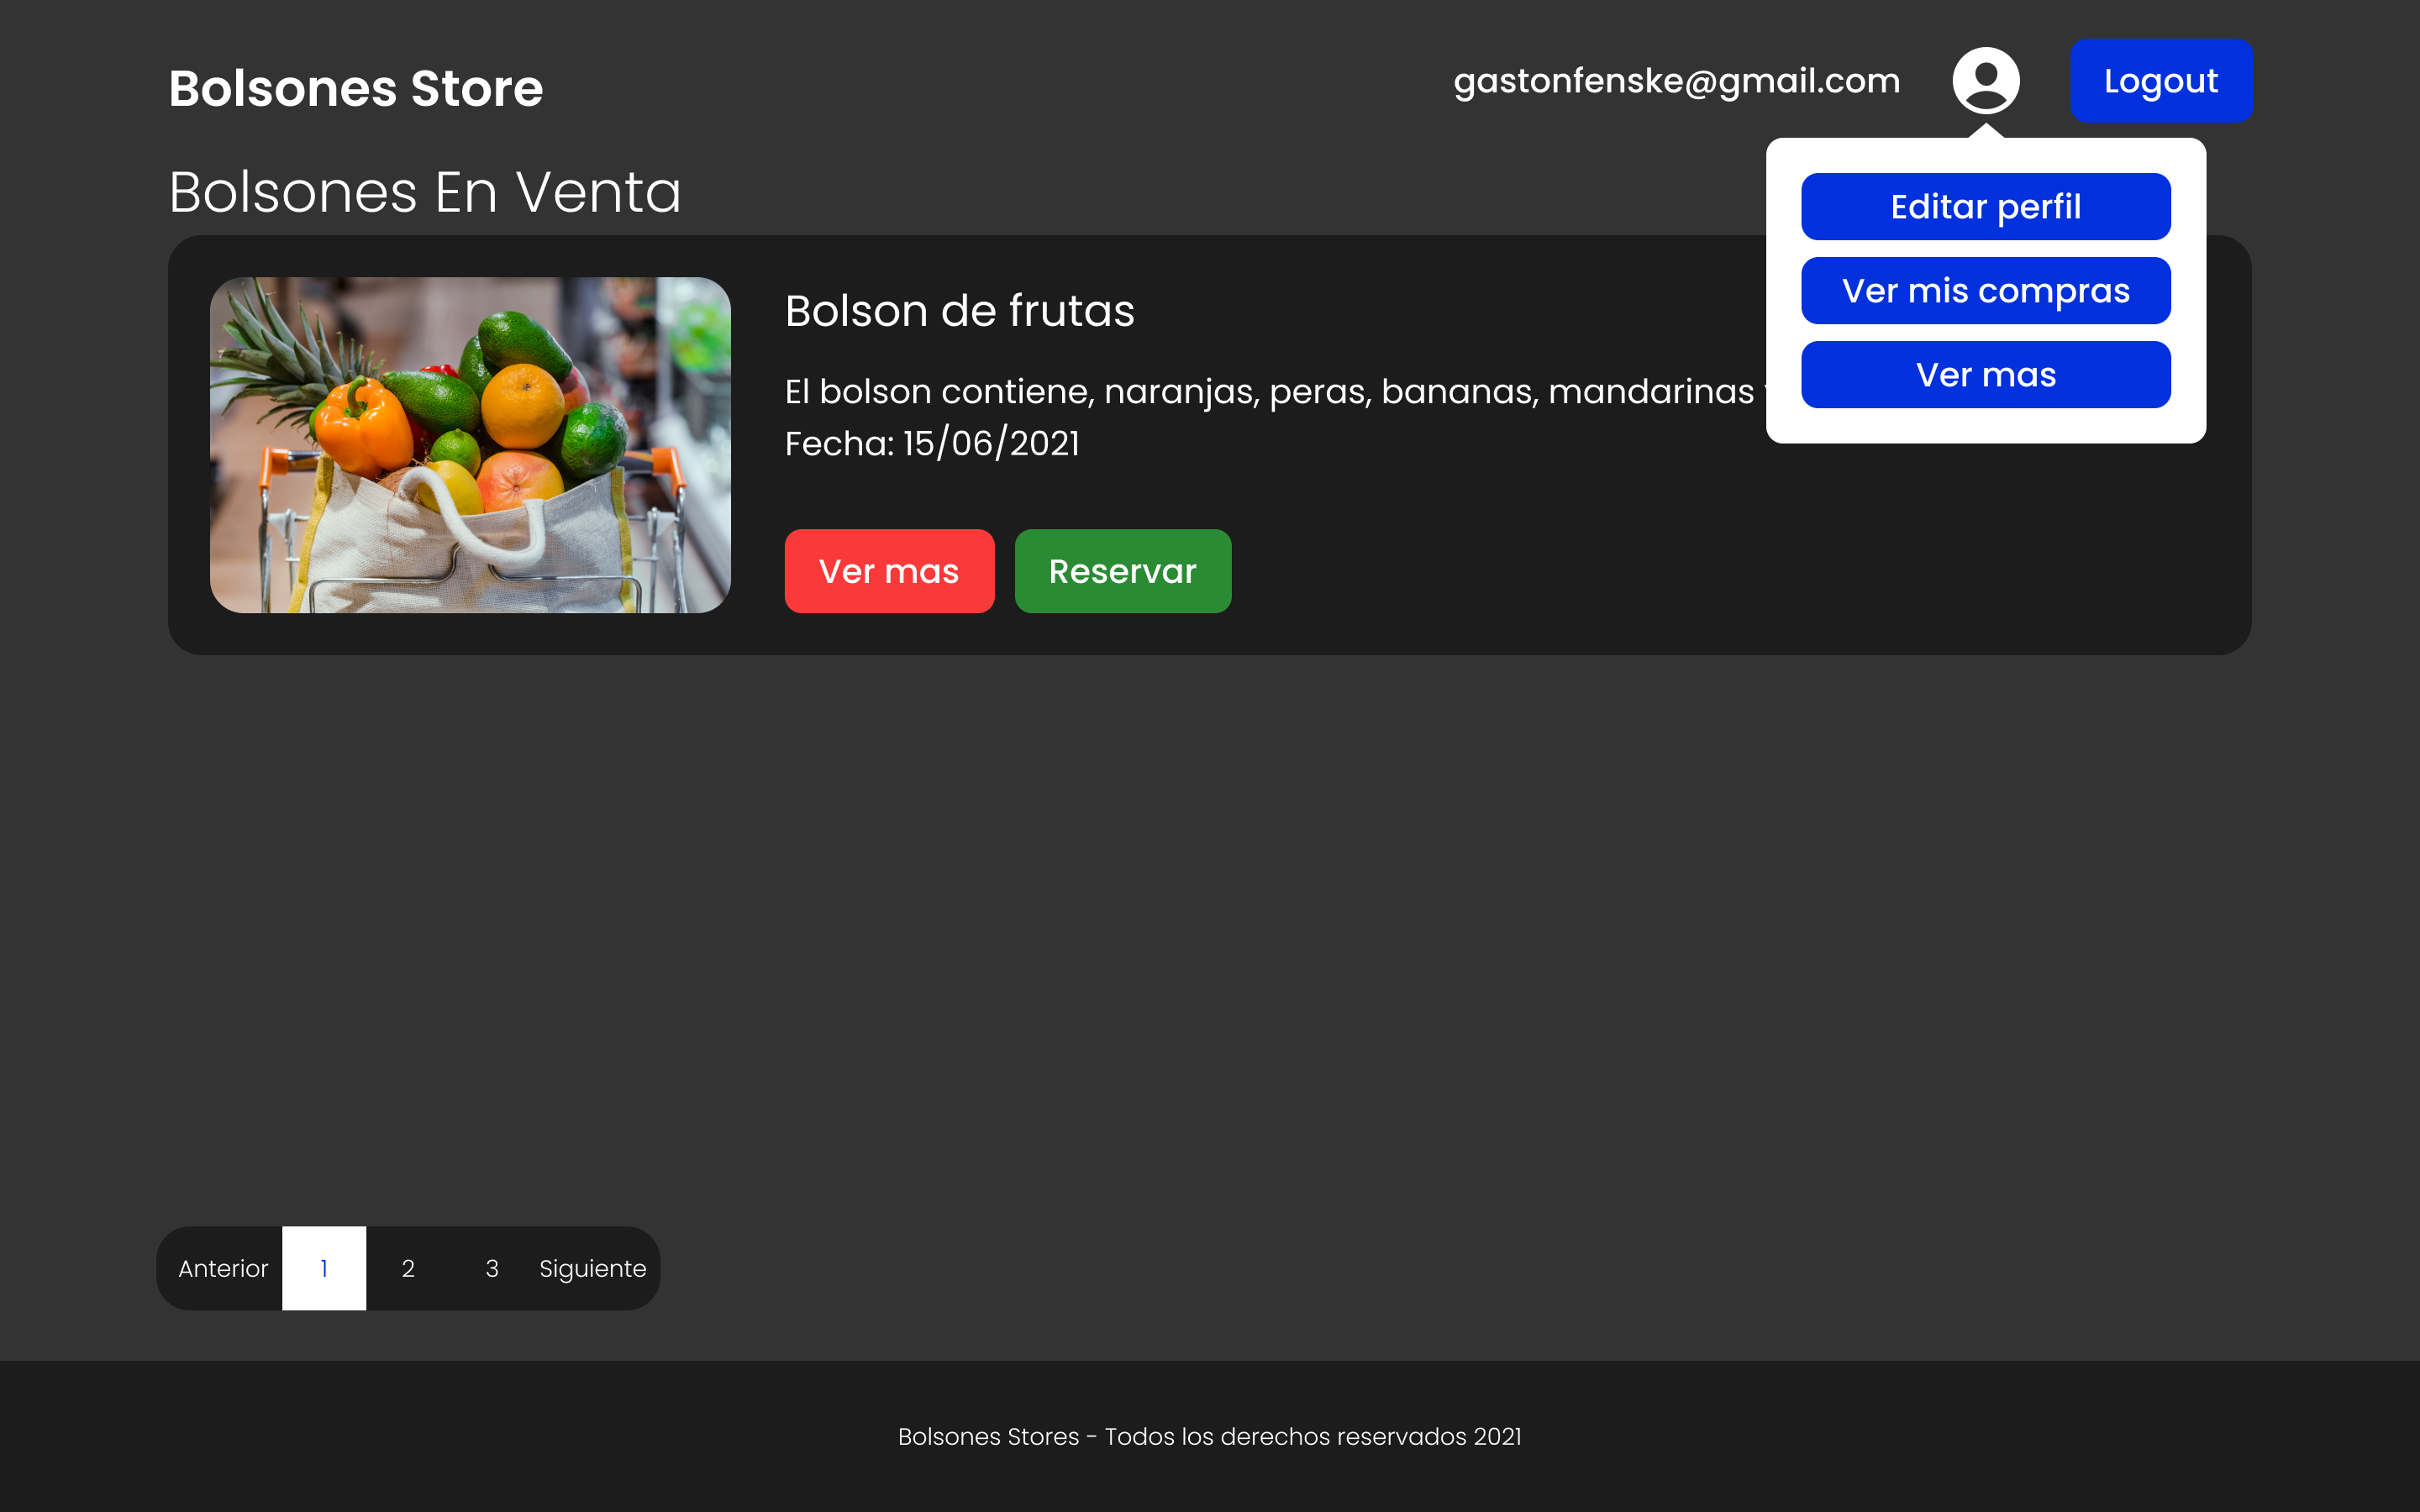 Bolsones Store
gastonfenske@gmail.com
Logout
Editar perfil
Ver mis compras
Ver mas
Bolsones En Venta
Bolson de frutas
El bolson contiene, naranjas, peras, bananas, mandarinas
Fecha: 15/06/2021
Ver mas
Reservar
Anterior
1
2
3
Siguiente
Bolsones Stores - Todos los derechos reservados 2021